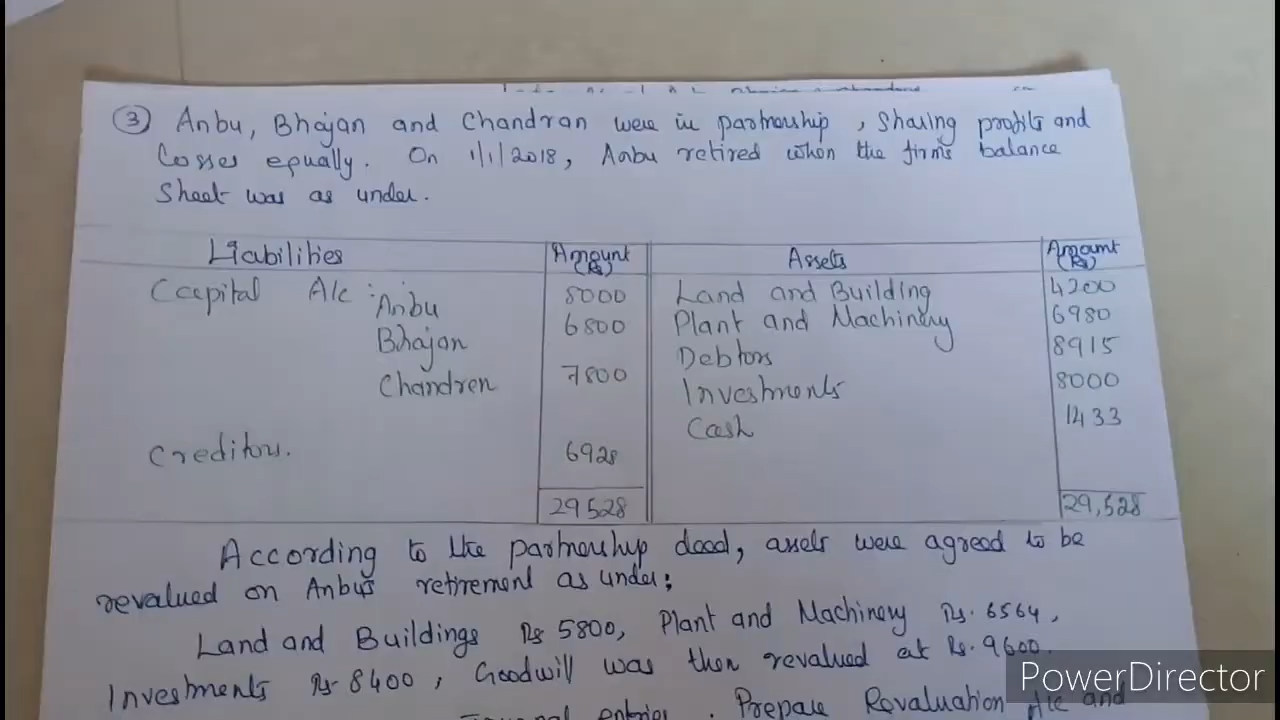 ③ Anbu, Bhajan and Chandran were in partnership, Sharing profits and
losses equally. On 1/1/2018, Anbu retired when the firms balance
Sheet was as under.
Liabilities Amount (Rs) Assets Amount (Rs)
Capital A/c: Anbu 8000 Land and Building 4200
Bhajan 6800 Plant and Machinery 6980
Chandren 7800 Debtors 8915
Investments 8000
Cash 1433
Creditors. 6928
29528 29,528
According to the partnership deed, assets were agreed to be
revalued on Anbu's retirement as under;
Land and Buildings Rs 5800, Plant and Machinery Rs. 6564,
Investments Rs 8400, Goodwill was then revalued at Rs. 9600.
Journal entries. Prepare Revaluation A/c and
PowerDirector